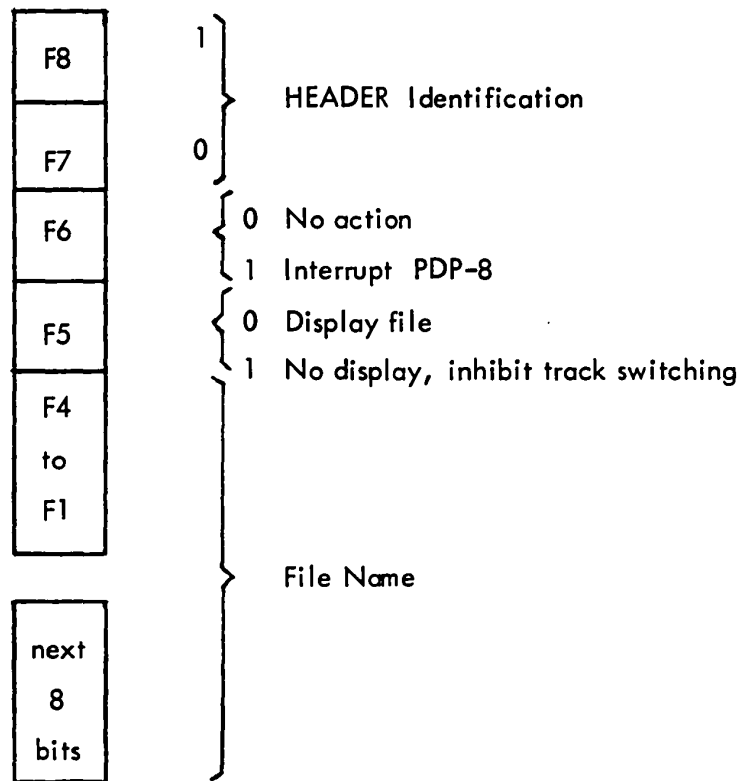 F8 1
HEADER Identification
F7 0
F6 0 No action
1 Interrupt PDP-8
F5 0 Display file
1 No display, inhibit track switching
F4
to
F1
File Name
next
8
bits